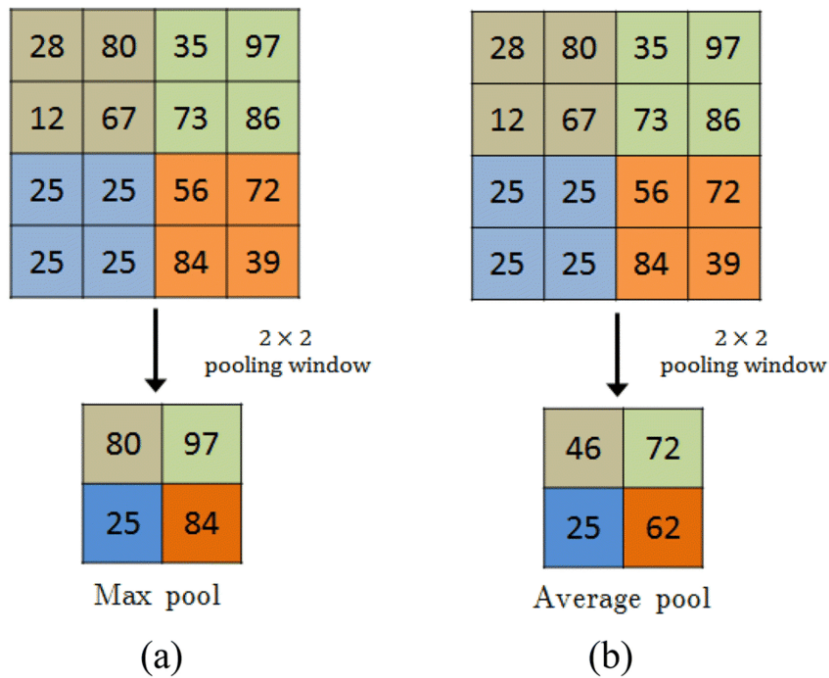 28 80 35 97
12 67 73 86
25 25 56 72
25 25 84 39
2 × 2
pooling window
80 97
25 84
Max pool
(a)
28 80 35 97
12 67 73 86
25 25 56 72
25 25 84 39
2 × 2
pooling window
46 72
25 62
Average pool
(b)